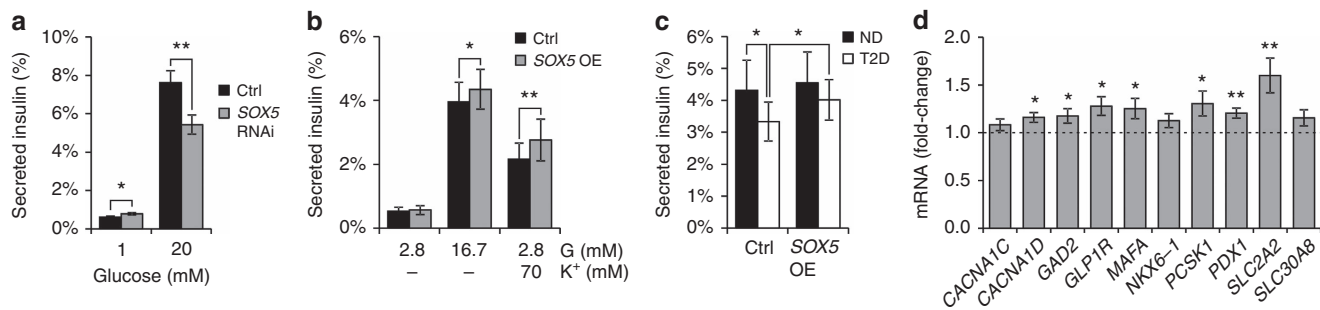 a
10%
8%
6%
4%
2%
0%
Secreted insulin (%)
**
*
Ctrl
SOX5
RNAi
1 20
Glucose (mM)
b
6%
4%
2%
0%
Secreted insulin (%)
*
**
Ctrl
SOX5 OE
2.8 16.7 2.8 G (mM)
– – 70 K⁺ (mM)
c
6%
5%
4%
3%
2%
1%
0%
Secreted insulin (%)
* *
ND
T2D
Ctrl SOX5
OE
d
2.0
1.5
1.0
0.5
0.0
mRNA (fold-change)
* * * * * ** **
CACNA1C
CACNA1D
GAD2
GLP1R
MAFA
NKX6–1
PCSK1
PDX1
SLC2A2
SLC30A8